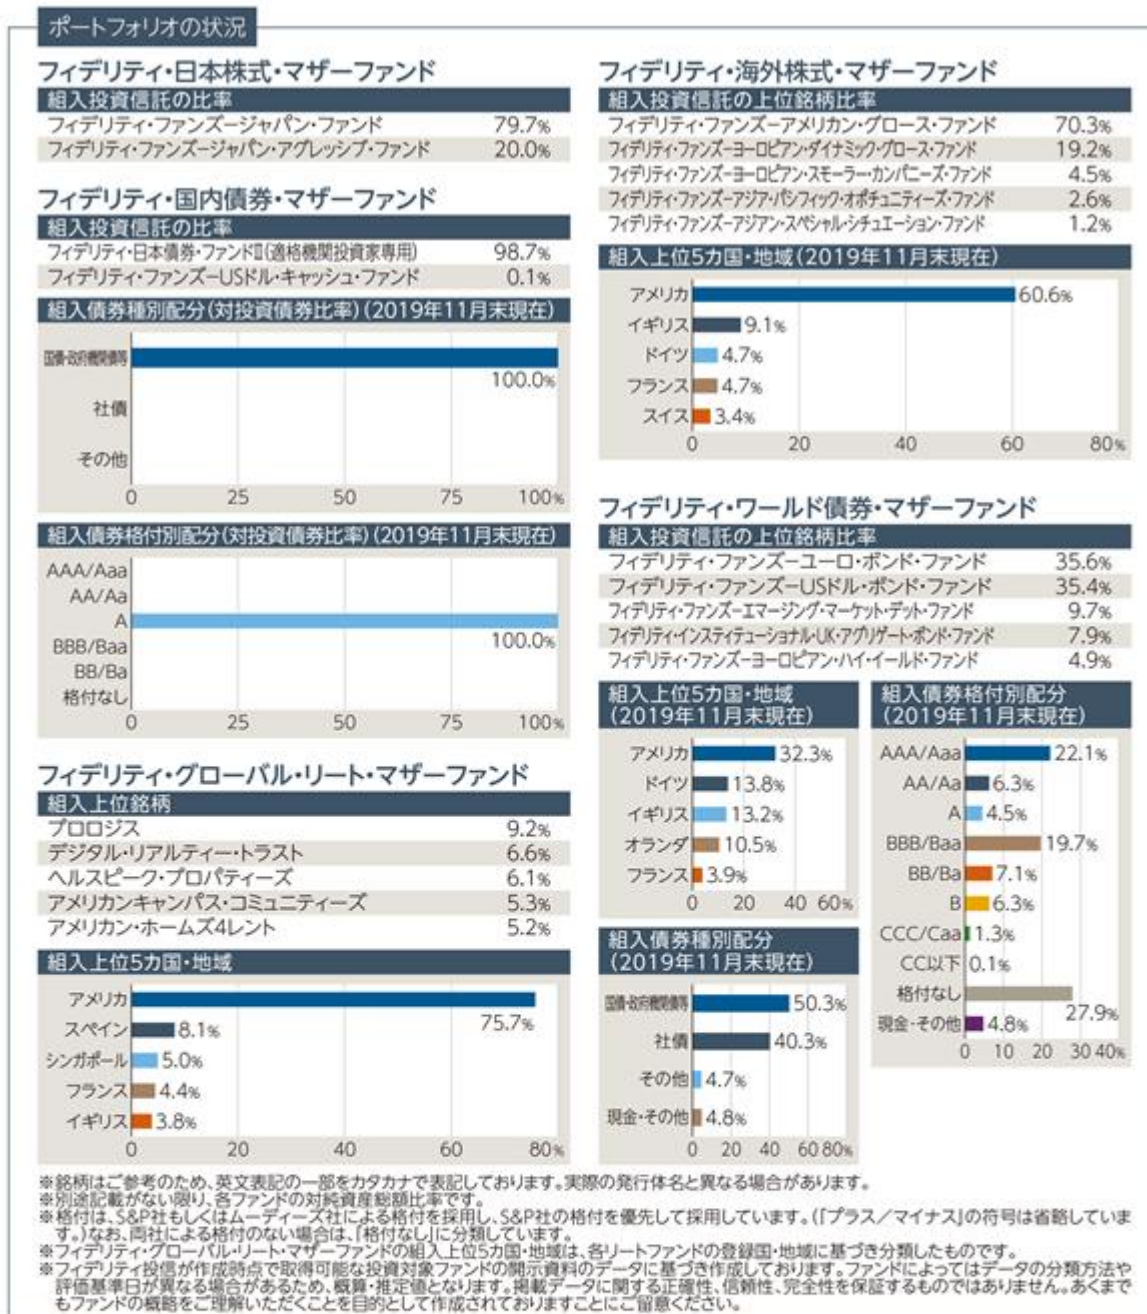 ポートフォリオの状況
フィデリティ・日本株式・マザーファンド
組入投資信託の比率
フィデリティ・ファンズ－ジャパン・ファンド 79.7%
フィデリティ・ファンズ－ジャパン・アグレッシブ・ファンド 20.0%
フィデリティ・国内債券・マザーファンド
組入投資信託の比率
フィデリティ・日本債券・ファンドⅡ(適格機関投資家専用) 98.7%
フィデリティ・ファンズ－USドル・キャッシュ・ファンド 0.1%
組入債券種別配分(対投資債券比率)(2019年11月末現在)
国債・政府機関債等
100.0%
社債
その他
0 25 50 75 100%
組入債券格付別配分(対投資債券比率)(2019年11月末現在)
AAA/Aaa
AA/Aa
A
100.0%
BBB/Baa
BB/Ba
格付なし
0 25 50 75 100%
フィデリティ・グローバル・リート・マザーファンド
組入上位銘柄
プロロジス 9.2%
デジタル・リアルティー・トラスト 6.6%
ヘルスピーク・プロパティーズ 6.1%
アメリカンキャンパス・コミュニティーズ 5.3%
アメリカン・ホームズ4レント 5.2%
組入上位5カ国・地域
アメリカ 75.7%
スペイン 8.1%
シンガポール 5.0%
フランス 4.4%
イギリス 3.8%
0 20 40 60 80%
フィデリティ・海外株式・マザーファンド
組入投資信託の上位銘柄比率
フィデリティ・ファンズ－アメリカン・グロース・ファンド 70.3%
フィデリティ・ファンズ－ヨーロピアン・ダイナミック・グロース・ファンド 19.2%
フィデリティ・ファンズ－ヨーロピアン・スモーラー・カンパニーズ・ファンド 4.5%
フィデリティ・ファンズ－アジア・パシフィック・オポチュニティーズ・ファンド 2.6%
フィデリティ・ファンズ－アジアン・スペシャル・シチュエーション・ファンド 1.2%
組入上位5カ国・地域(2019年11月末現在)
アメリカ 60.6%
イギリス 9.1%
ドイツ 4.7%
フランス 4.7%
スイス 3.4%
0 20 40 60 80%
フィデリティ・ワールド債券・マザーファンド
組入投資信託の上位銘柄比率
フィデリティ・ファンズ－ユーロ・ボンド・ファンド 35.6%
フィデリティ・ファンズ－USドル・ボンド・ファンド 35.4%
フィデリティ・ファンズ－エマージング・マーケット・デット・ファンド 9.7%
フィデリティ・インスティテューショナル・UK・アグリゲート・ボンド・ファンド 7.9%
フィデリティ・ファンズ－ヨーロピアン・ハイ・イールド・ファンド 4.9%
組入上位5カ国・地域
(2019年11月末現在)
アメリカ 32.3%
ドイツ 13.8%
イギリス 13.2%
オランダ 10.5%
フランス 3.9%
0 20 40 60%
組入債券種別配分
(2019年11月末現在)
国債・政府機関債等 50.3%
社債 40.3%
その他 4.7%
現金・その他 4.8%
0 20 40 60 80%
組入債券格付別配分
(2019年11月末現在)
AAA/Aaa 22.1%
AA/Aa 6.3%
A 4.5%
BBB/Baa 19.7%
BB/Ba 7.1%
B 6.3%
CCC/Caa 1.3%
CC以下 0.1%
格付なし 27.9%
現金・その他 4.8%
0 10 20 30 40%
※銘柄はご参考のため、英文表記の一部をカタカナで表記しております。実際の発行体名と異なる場合があります。
※別途記載がない限り、各ファンドの対純資産総額比率です。
※格付は、S&P社もしくはムーディーズ社による格付を採用し、S&P社の格付を優先して採用しています。(「プラス／マイナス」の符号は省略していま
す。)なお、両社による格付のない場合は、「格付なし」に分類しています。
※フィデリティ・グローバル・リート・マザーファンドの組入上位5カ国・地域は、各リートファンドの登録国・地域に基づき分類したものです。
※フィデリティ投信が作成時点で取得可能な投資対象ファンドの開示資料のデータに基づき作成しております。ファンドによってはデータの分類方法や
評価基準日が異なる場合があるため、概算・推定値となります。掲載データに関する正確性、信頼性、完全性を保証するものではありません。あくまで
もファンドの概略をご理解いただくことを目的として作成されておりますことにご留意ください。